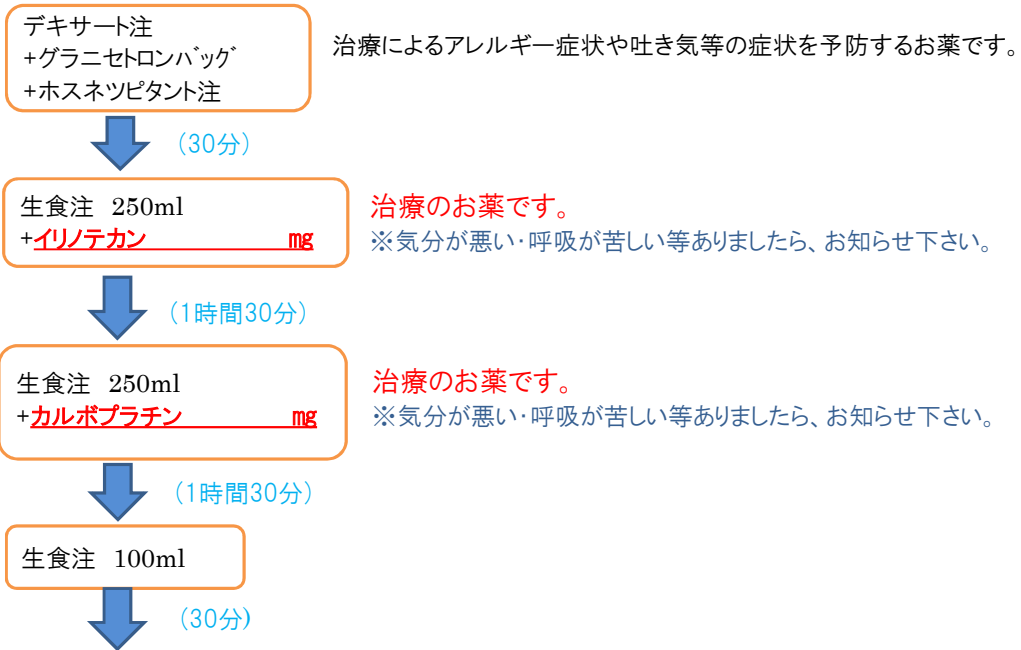 デキサート注
+グラニセトロンバッグ
+ホスネツピタント注
治療によるアレルギー症状や吐き気等の症状を予防するお薬です。
（30分）
生食注 250ml
+イリノテカン mg
治療のお薬です。
※気分が悪い・呼吸が苦しい等ありましたら、お知らせ下さい。
（1時間30分）
生食注 250ml
+カルボプラチン mg
治療のお薬です。
※気分が悪い・呼吸が苦しい等ありましたら、お知らせ下さい。
（1時間30分）
生食注 100ml
（30分）